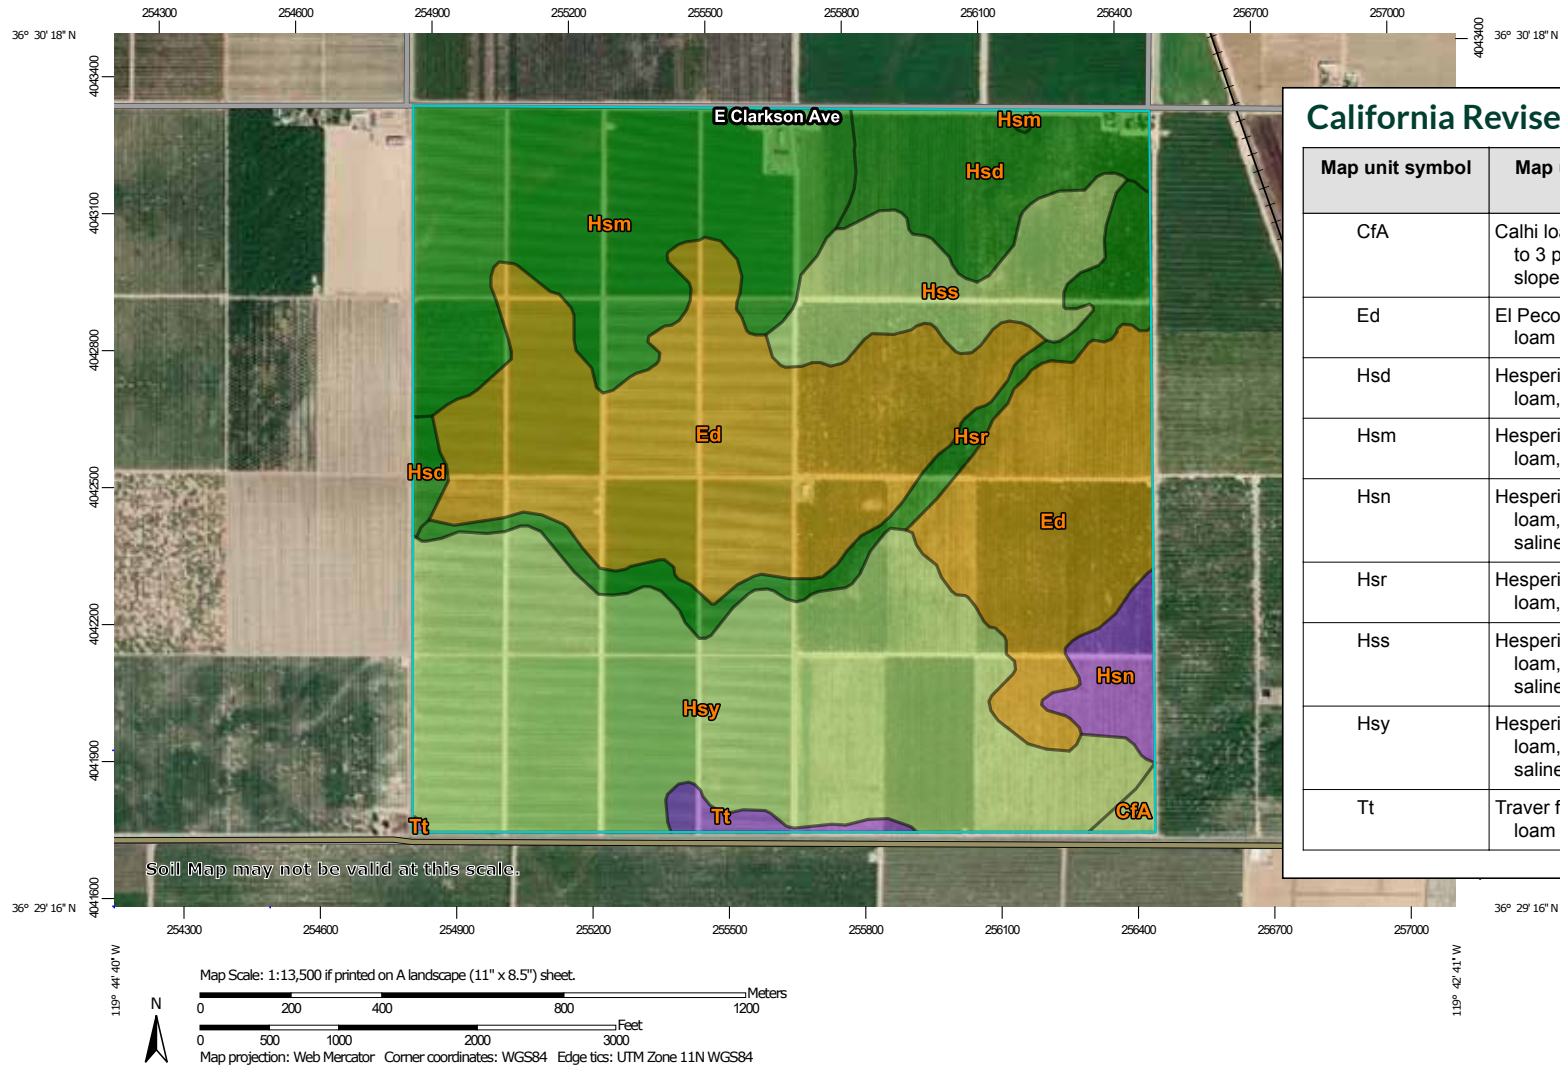 254300 254600 254900 255200 255500 255800 256100 256400 256700 257000
36° 30' 18" N
4043400
36° 30' 18" N
4043400
4043100
4042800
4042500
4042200
4041900
4041600
E Clarkson Ave
Hsm
Hsd
Hsm
Hss
Ed
Hsr
Hsd
Ed
Hsn
Hsy
Tt
CfA
Tt
Soil Map may not be valid at this scale.
California Revise
Map unit symbol Map u
CfA Calhi loa
to 3 p
slope
Ed El Peco
loam
Hsd Hesperi
loam,
Hsm Hesperi
loam,
Hsn Hesperi
loam,
saline
Hsr Hesperi
loam,
Hss Hesperi
loam,
saline
Hsy Hesperi
loam,
saline
Tt Traver f
loam
36° 29' 16" N
36° 29' 16" N
254300 254600 254900 255200 255500 255800 256100 256400 256700 257000
119° 44' 40" W
119° 42' 41" W
Map Scale: 1:13,500 if printed on A landscape (11" x 8.5") sheet.
Meters
0 200 400 800 1200
Feet
0 500 1000 2000 3000
N
Map projection: Web Mercator Corner coordinates: WGS84 Edge tics: UTM Zone 11N WGS84